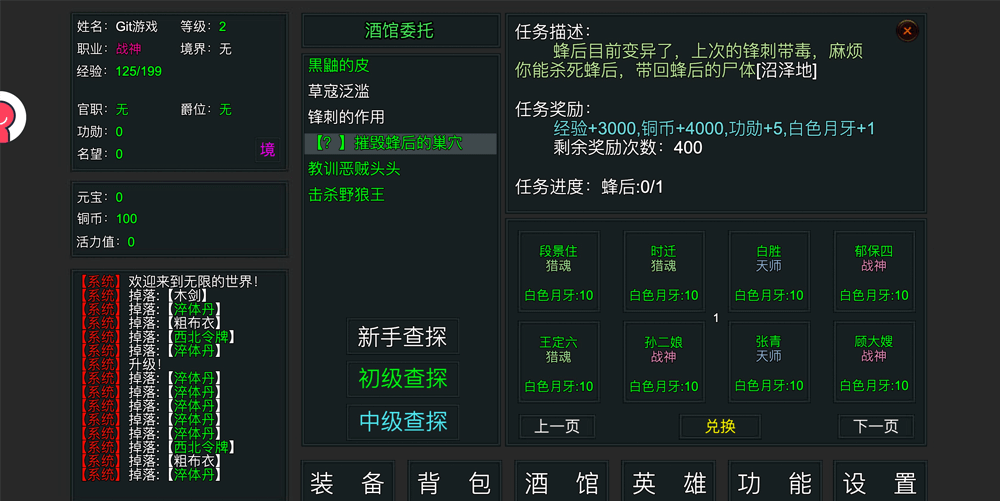 姓名：Git游戏 等级：2
职业：战神 境界：无
经验：125/199
官职：无 爵位：无
功勋：0
名望：0
境
元宝：0
铜币：100
活力值：0
【系统】欢迎来到无限的世界！
【系统】掉落:【木剑】
【系统】掉落:【淬体丹】
【系统】掉落:【粗布衣】
【系统】掉落:【西北令牌】
【系统】掉落:【淬体丹】
【系统】升级！
【系统】掉落:【淬体丹】
【系统】掉落:【淬体丹】
【系统】掉落:【淬体丹】
【系统】掉落:【淬体丹】
【系统】掉落:【淬体丹】
【系统】掉落:【西北令牌】
【系统】掉落:【粗布衣】
【系统】掉落:【淬体丹】
酒馆委托
黑鼬的皮
草寇泛滥
锋刺的作用
【？】摧毁蜂后的巢穴
教训恶贼头头
击杀野狼王
新手查探
初级查探
中级查探
任务描述：
蜂后目前变异了，上次的锋刺带毒，麻烦
你能杀死蜂后，带回蜂后的尸体[沼泽地]
任务奖励：
经验+3000,铜币+4000,功勋+5,白色月牙+1
剩余奖励次数：400
任务进度：蜂后:0/1
段景住 时迁 白胜 郁保四
猎魂 猎魂 天师 战神
白色月牙:10 白色月牙:10 白色月牙:10 白色月牙:10
1
王定六 孙二娘 张青 顾大嫂
猎魂 战神 天师 战神
白色月牙:10 白色月牙:10 白色月牙:10 白色月牙:10
上一页 兑换 下一页
装备 背包 酒馆 英雄 功能 设置